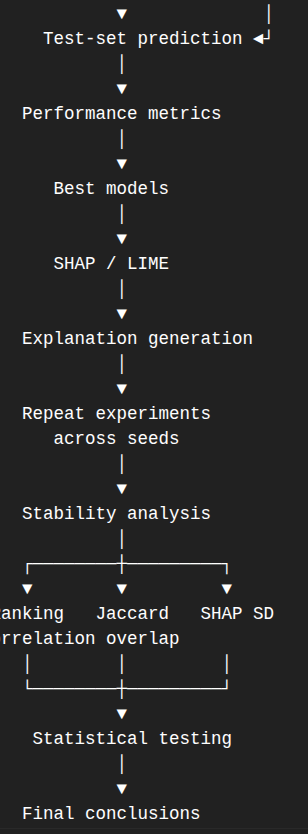 Test-set prediction
Performance metrics
Best models
SHAP / LIME
Explanation generation
Repeat experiments
across seeds
Stability analysis
anking Jaccard SHAP SD
rrelation overlap
Statistical testing
Final conclusions